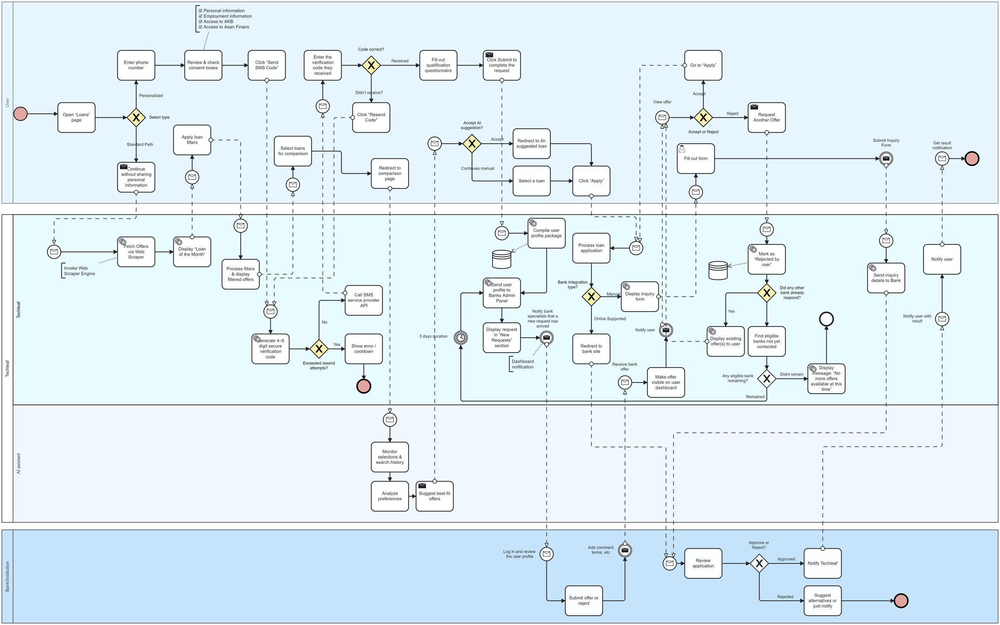 ☑ Personal information
☑ Employment information
☑ Access to AKB
☑ Access to Asan Finans
User
Enter phone
number
Review & check
consent boxes
Click “Send
SMS Code”
Enter the
verification
code they
received
Code correct?
Received
Fill out
qualification
questionnaire
Click Submit to
complete the
request
Go to “Apply”
Personalized
Didn’t receive?
Accept
Open “Loans”
page
Select type
Click "Resend
Code"
View offer
Accept or Reject
Reject
Request
Another Offer
Standard Path
Apply loan
filters
Select loans
for comparison
Accept AI
suggestion?
Accept
Redirect to AI-
suggested loan
Fill out form
Submit Inquiry
Form
Get result
notification
Continue
without sharing
personal
information
Redirect to
comparison
page
Continues manual
Select a loan
Click “Apply”
Techleaf
Techleaf
Fetch Offers
via Web
Scraper
Display “Loan
of the Month”
Invoke Web
Scraper Engine
Process filters
& display
filtered offers
Compile user
profile package
Process loan
application
Mark as
“Rejected by
user”
Send inquiry
details to Bank
Notify user
Call SMS
service provider
API
Send user
profile to
Banks Admin
Panel
Bank integration
type?
Manual
Display inquiry
form
Did any other
bank already
respond?
No
Notify bank
specialists that a
new request has
arrived
Online Supported
Yes
Notify user with
result
Generate 4–6
digit secure
verification
code
Yes
Exceeded resend
attempts?
Show error /
cooldown
3 days duration
Display request
in “New
Requests”
section
Dashboard
notification
Redirect to
bank site
Notify user
Display existing
offer(s) to user
Find eligible
banks not yet
contacted
Receive bank
offer
Make offer
visible on user
dashboard
Any eligible bank
remaining?
Didnt remain
Display
message: “No
more offers
available at this
time”
Remained
Aİ assistant
Monitor
selections &
search history
Analyze
preferences
Suggest best-fit
offers
Bank/Institution
Log in and review
the user profile
Add comment,
terms, etc.
Submit offer or
reject
Review
application
Approve or
Reject?
Approved
Notify Techleaf
Rejected
Suggest
alternatives or
just notify